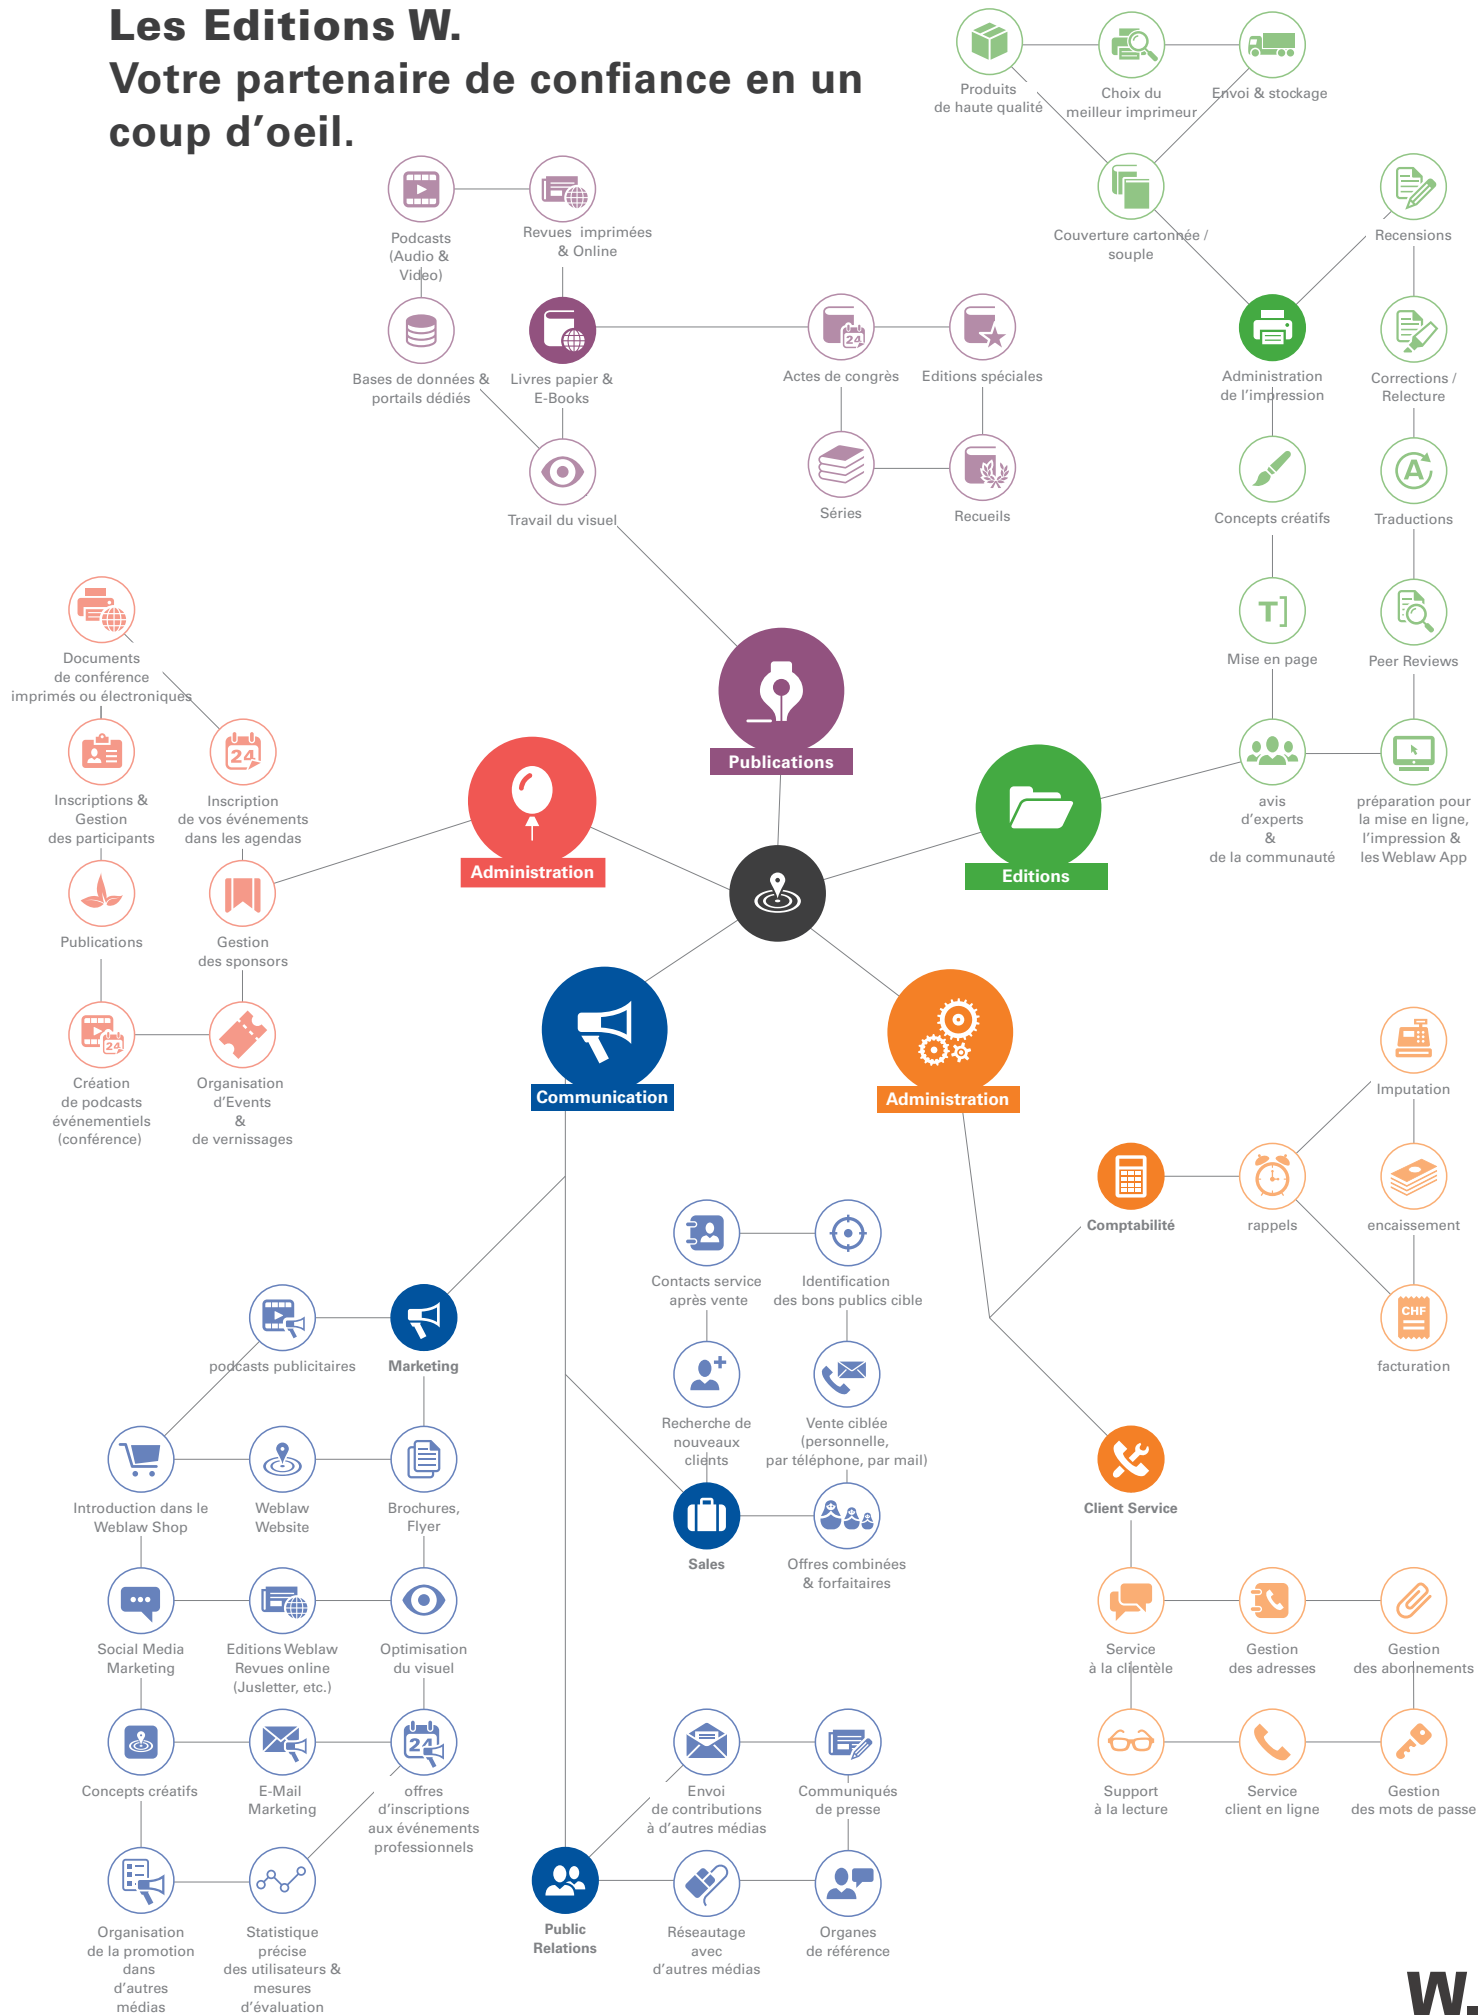 Les Editions W.
Votre partenaire de confiance en un
coup d'oeil.
Produits
de haute qualité
Choix du
meilleur imprimeur
Envoi & stockage
Couverture cartonnée /
souple
Recensions
Podcasts
(Audio &
Video)
Revues imprimées
& Online
Bases de données &
portails dédiés
Livres papier &
E-Books
24
Actes de congrès
Editions spéciales
Administration
de l'impression
Corrections /
Relecture
Travail du visuel
Séries
Recueils
Concepts créatifs
A
Traductions
T]
Mise en page
Peer Reviews
Documents
de conférence
imprimés ou électroniques
Publications
Inscriptions &
Gestion
des participants
24
Inscription
de vos événements
dans les agendas
Administration
Editions
avis
d'experts
&
de la communauté
préparation pour
la mise en ligne,
l'impression &
les Weblaw App
Publications
Gestion
des sponsors
24
Création
de podcasts
événementiels
(conférence)
Organisation
d'Events
&
de vernissages
Communication
Administration
Imputation
Comptabilité
rappels
encaissement
CHF
facturation
Contacts service
après vente
Identification
des bons publics cible
podcasts publicitaires
Marketing
Recherche de
nouveaux
clients
Vente ciblée
(personnelle,
par téléphone, par mail)
Introduction dans le
Weblaw Shop
Weblaw
Website
Brochures,
Flyer
Sales
Offres combinées
& forfaitaires
Client Service
Social Media
Marketing
Editions Weblaw
Revues online
(Jusletter, etc.)
Optimisation
du visuel
Service
à la clientèle
Gestion
des adresses
Gestion
des abonnements
Concepts créatifs
E-Mail
Marketing
24
offres
d'inscriptions
aux événements
professionnels
Envoi
de contributions
à d'autres médias
Communiqués
de presse
Support
à la lecture
Service
client en ligne
Gestion
des mots de passe
Organisation
de la promotion
dans
d'autres
médias
Statistique
précise
des utilisateurs &
mesures
d'évaluation
Public
Relations
Réseautage
avec
d'autres médias
Organes
de référence
W.